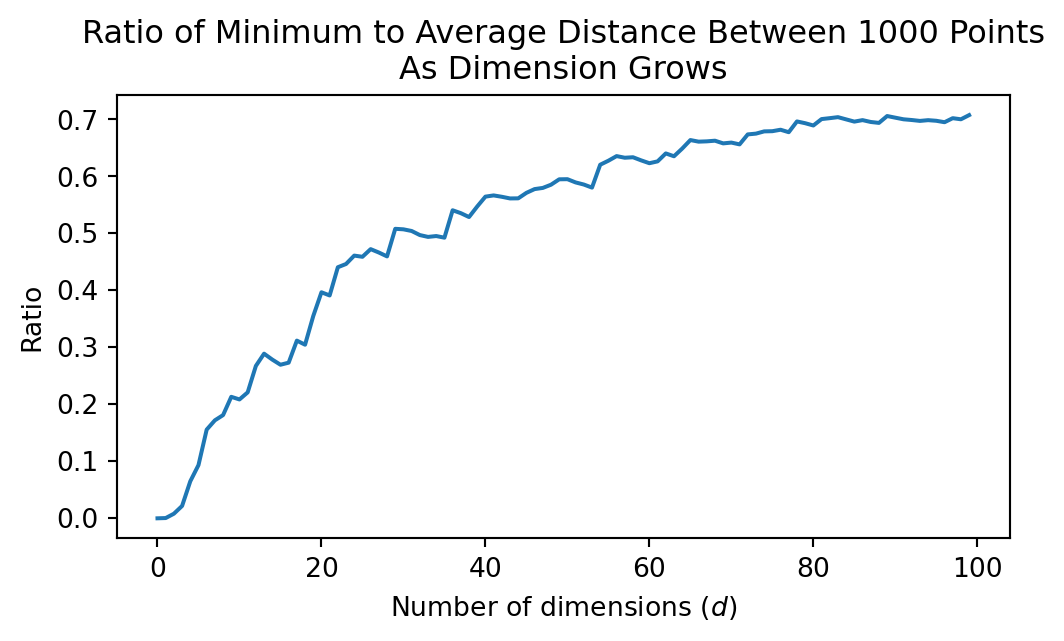 Ratio of Minimum to Average Distance Between 1000 Points
As Dimension Grows
0.7
0.6
0.5
0.4
0.3
0.2
0.1
0.0
Ratio
0 20 40 60 80 100
Number of dimensions (d)